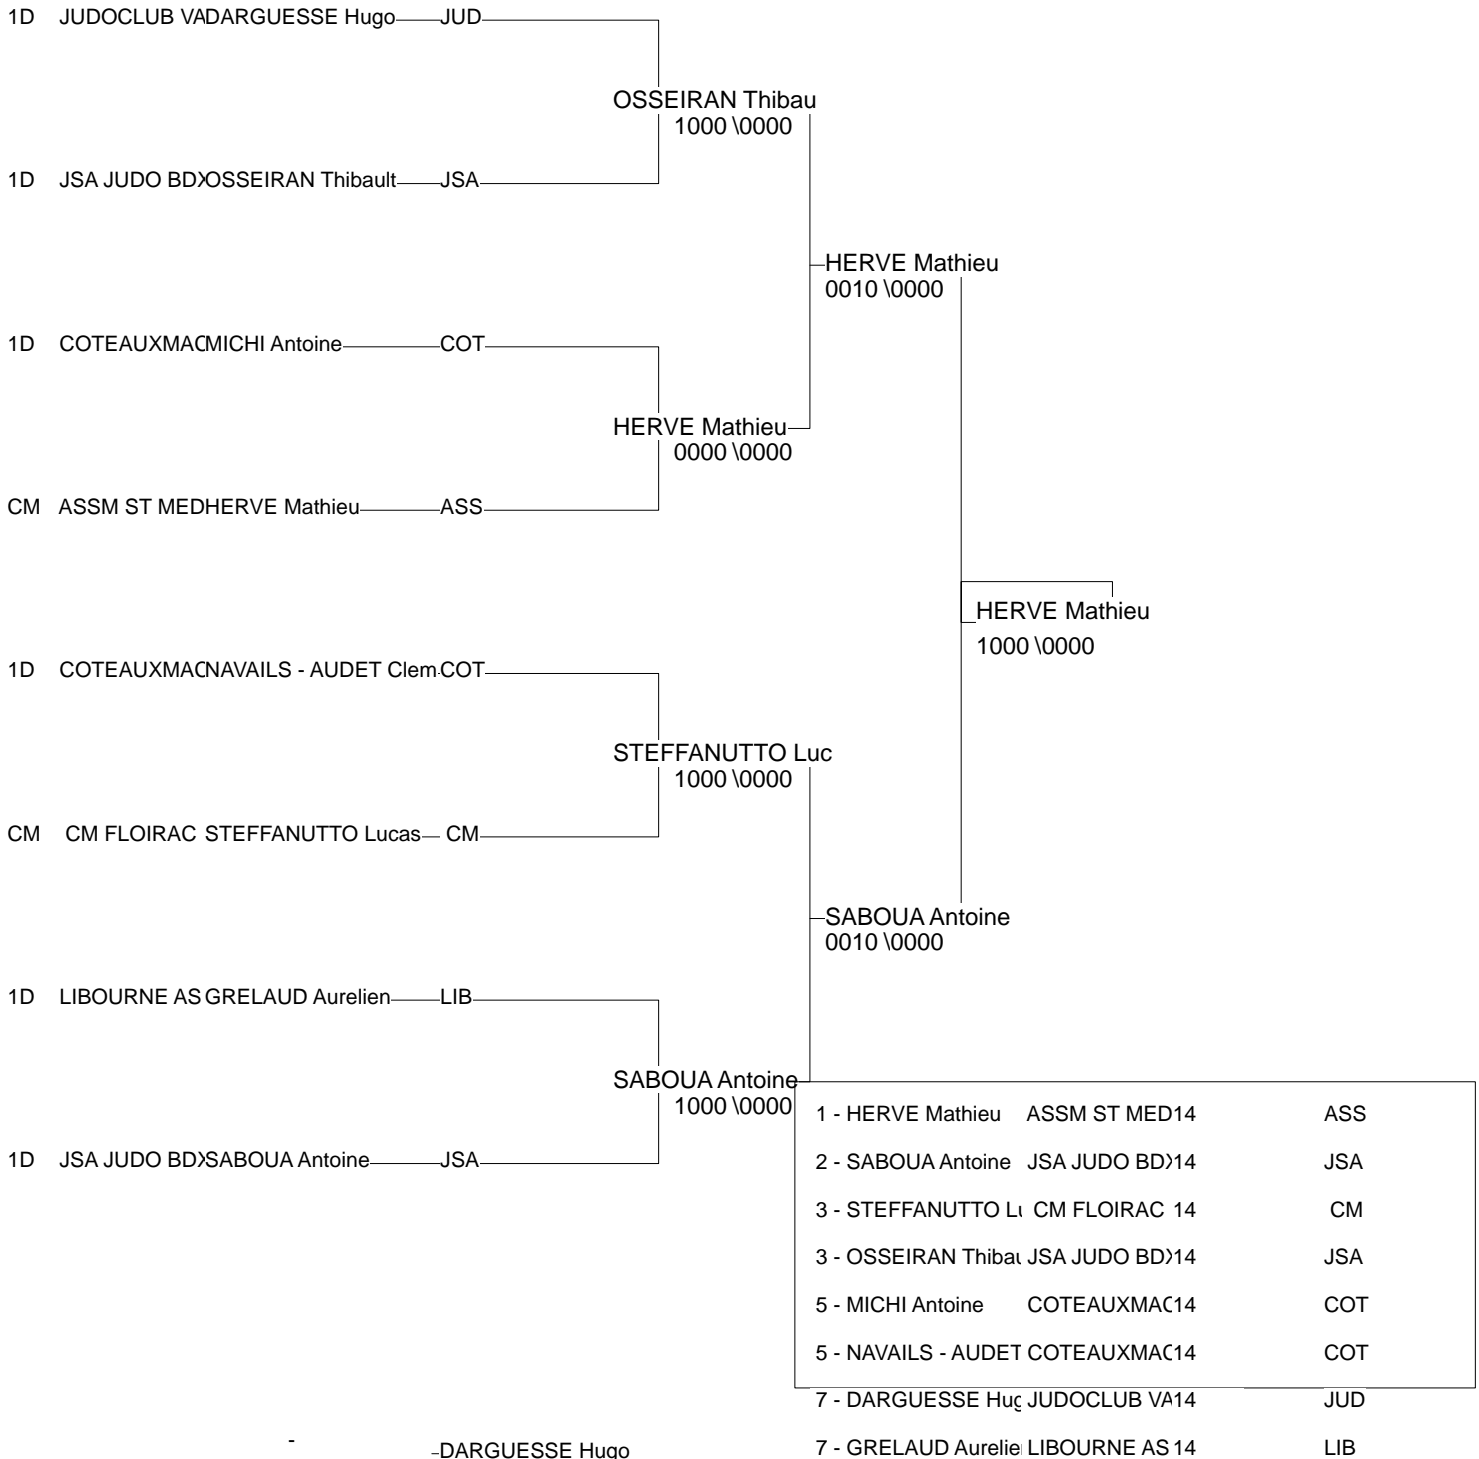 1D JUDOCLUB VADARGUESSE Hugo JUD
OSSEIRAN Thibau
1000 \0000
1D JSA JUDO BDXOSSEIRAN Thibault JSA
HERVE Mathieu
0010 \0000
1D COTEAUXMACMICHI Antoine COT
HERVE Mathieu
0000 \0000
CM ASSM ST MEDHERVE Mathieu ASS
HERVE Mathieu
1000 \0000
1D COTEAUXMACNAVAILS - AUDET Clem COT
STEFFANUTTO Luc
1000 \0000
CM CM FLOIRAC STEFFANUTTO Lucas CM
SABOUA Antoine
0010 \0000
1D LIBOURNE AS GRELAUD Aurelien LIB
SABOUA Antoine
1000 \0000
1D JSA JUDO BDXSABOUA Antoine JSA
1 - HERVE Mathieu ASSM ST MED14 ASS
2 - SABOUA Antoine JSA JUDO BDX14 JSA
3 - STEFFANUTTO Lu CM FLOIRAC 14 CM
3 - OSSEIRAN Thibau JSA JUDO BDX14 JSA
5 - MICHI Antoine COTEAUXMAC14 COT
5 - NAVAILS - AUDET COTEAUXMAC14 COT
7 - DARGUESSE Hug JUDOCLUB VA14 JUD
7 - GRELAUD Aurelie LIBOURNE AS 14 LIB
- -DARGUESSE Hugo